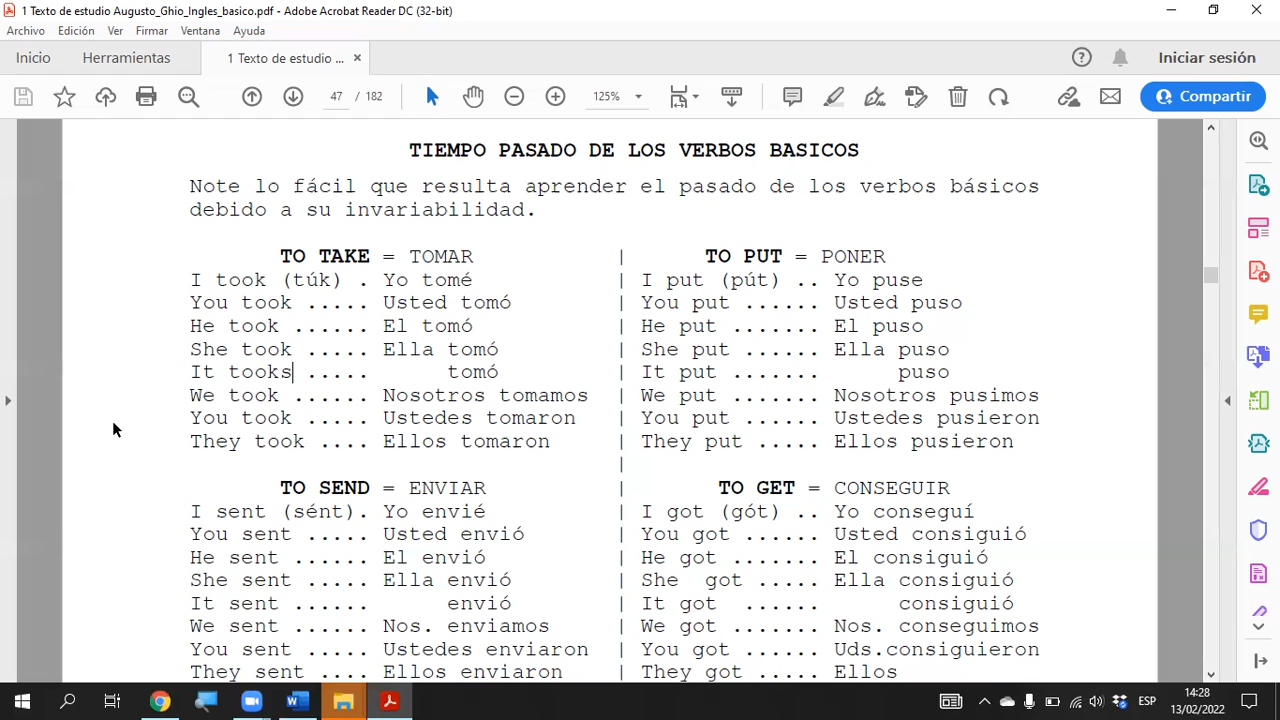 1 Texto de estudio Augusto_Ghio_Ingles_basico.pdf - Adobe Acrobat Reader DC (32-bit)
Archivo Edición Ver Firmar Ventana Ayuda
Inicio Herramientas 1 Texto de estudio ... × Iniciar sesión
47 / 182 125% Compartir
TIEMPO PASADO DE LOS VERBOS BASICOS
Note lo fácil que resulta aprender el pasado de los verbos básicos
debido a su invariabilidad.
TO TAKE = TOMAR | TO PUT = PONER
I took (túk) . Yo tomé | I put (pút) .. Yo puse
You took ..... Usted tomó | You put ...... Usted puso
He took ...... El tomó | He put ....... El puso
She took ..... Ella tomó | She put ...... Ella puso
It tooks ..... tomó | It put ....... puso
We took ...... Nosotros tomamos | We put ....... Nosotros pusimos
You took ..... Ustedes tomaron | You put ...... Ustedes pusieron
They took .... Ellos tomaron | They put ..... Ellos pusieron
|
TO SEND = ENVIAR | TO GET = CONSEGUIR
I sent (sént). Yo envié | I got (gót) .. Yo conseguí
You sent ..... Usted envió | You got ...... Usted consiguió
He sent ...... El envió | He got ....... El consiguió
She sent ..... Ella envió | She got ..... Ella consiguió
It sent ...... envió | It got ...... consiguió
We sent ...... Nos. enviamos | We got ....... Nos. conseguimos
You sent ..... Ustedes enviaron | You got ...... Uds.consiguieron
They sent .... Ellos enviaron | They got ..... Ellos
ESP
14:28
13/02/2022